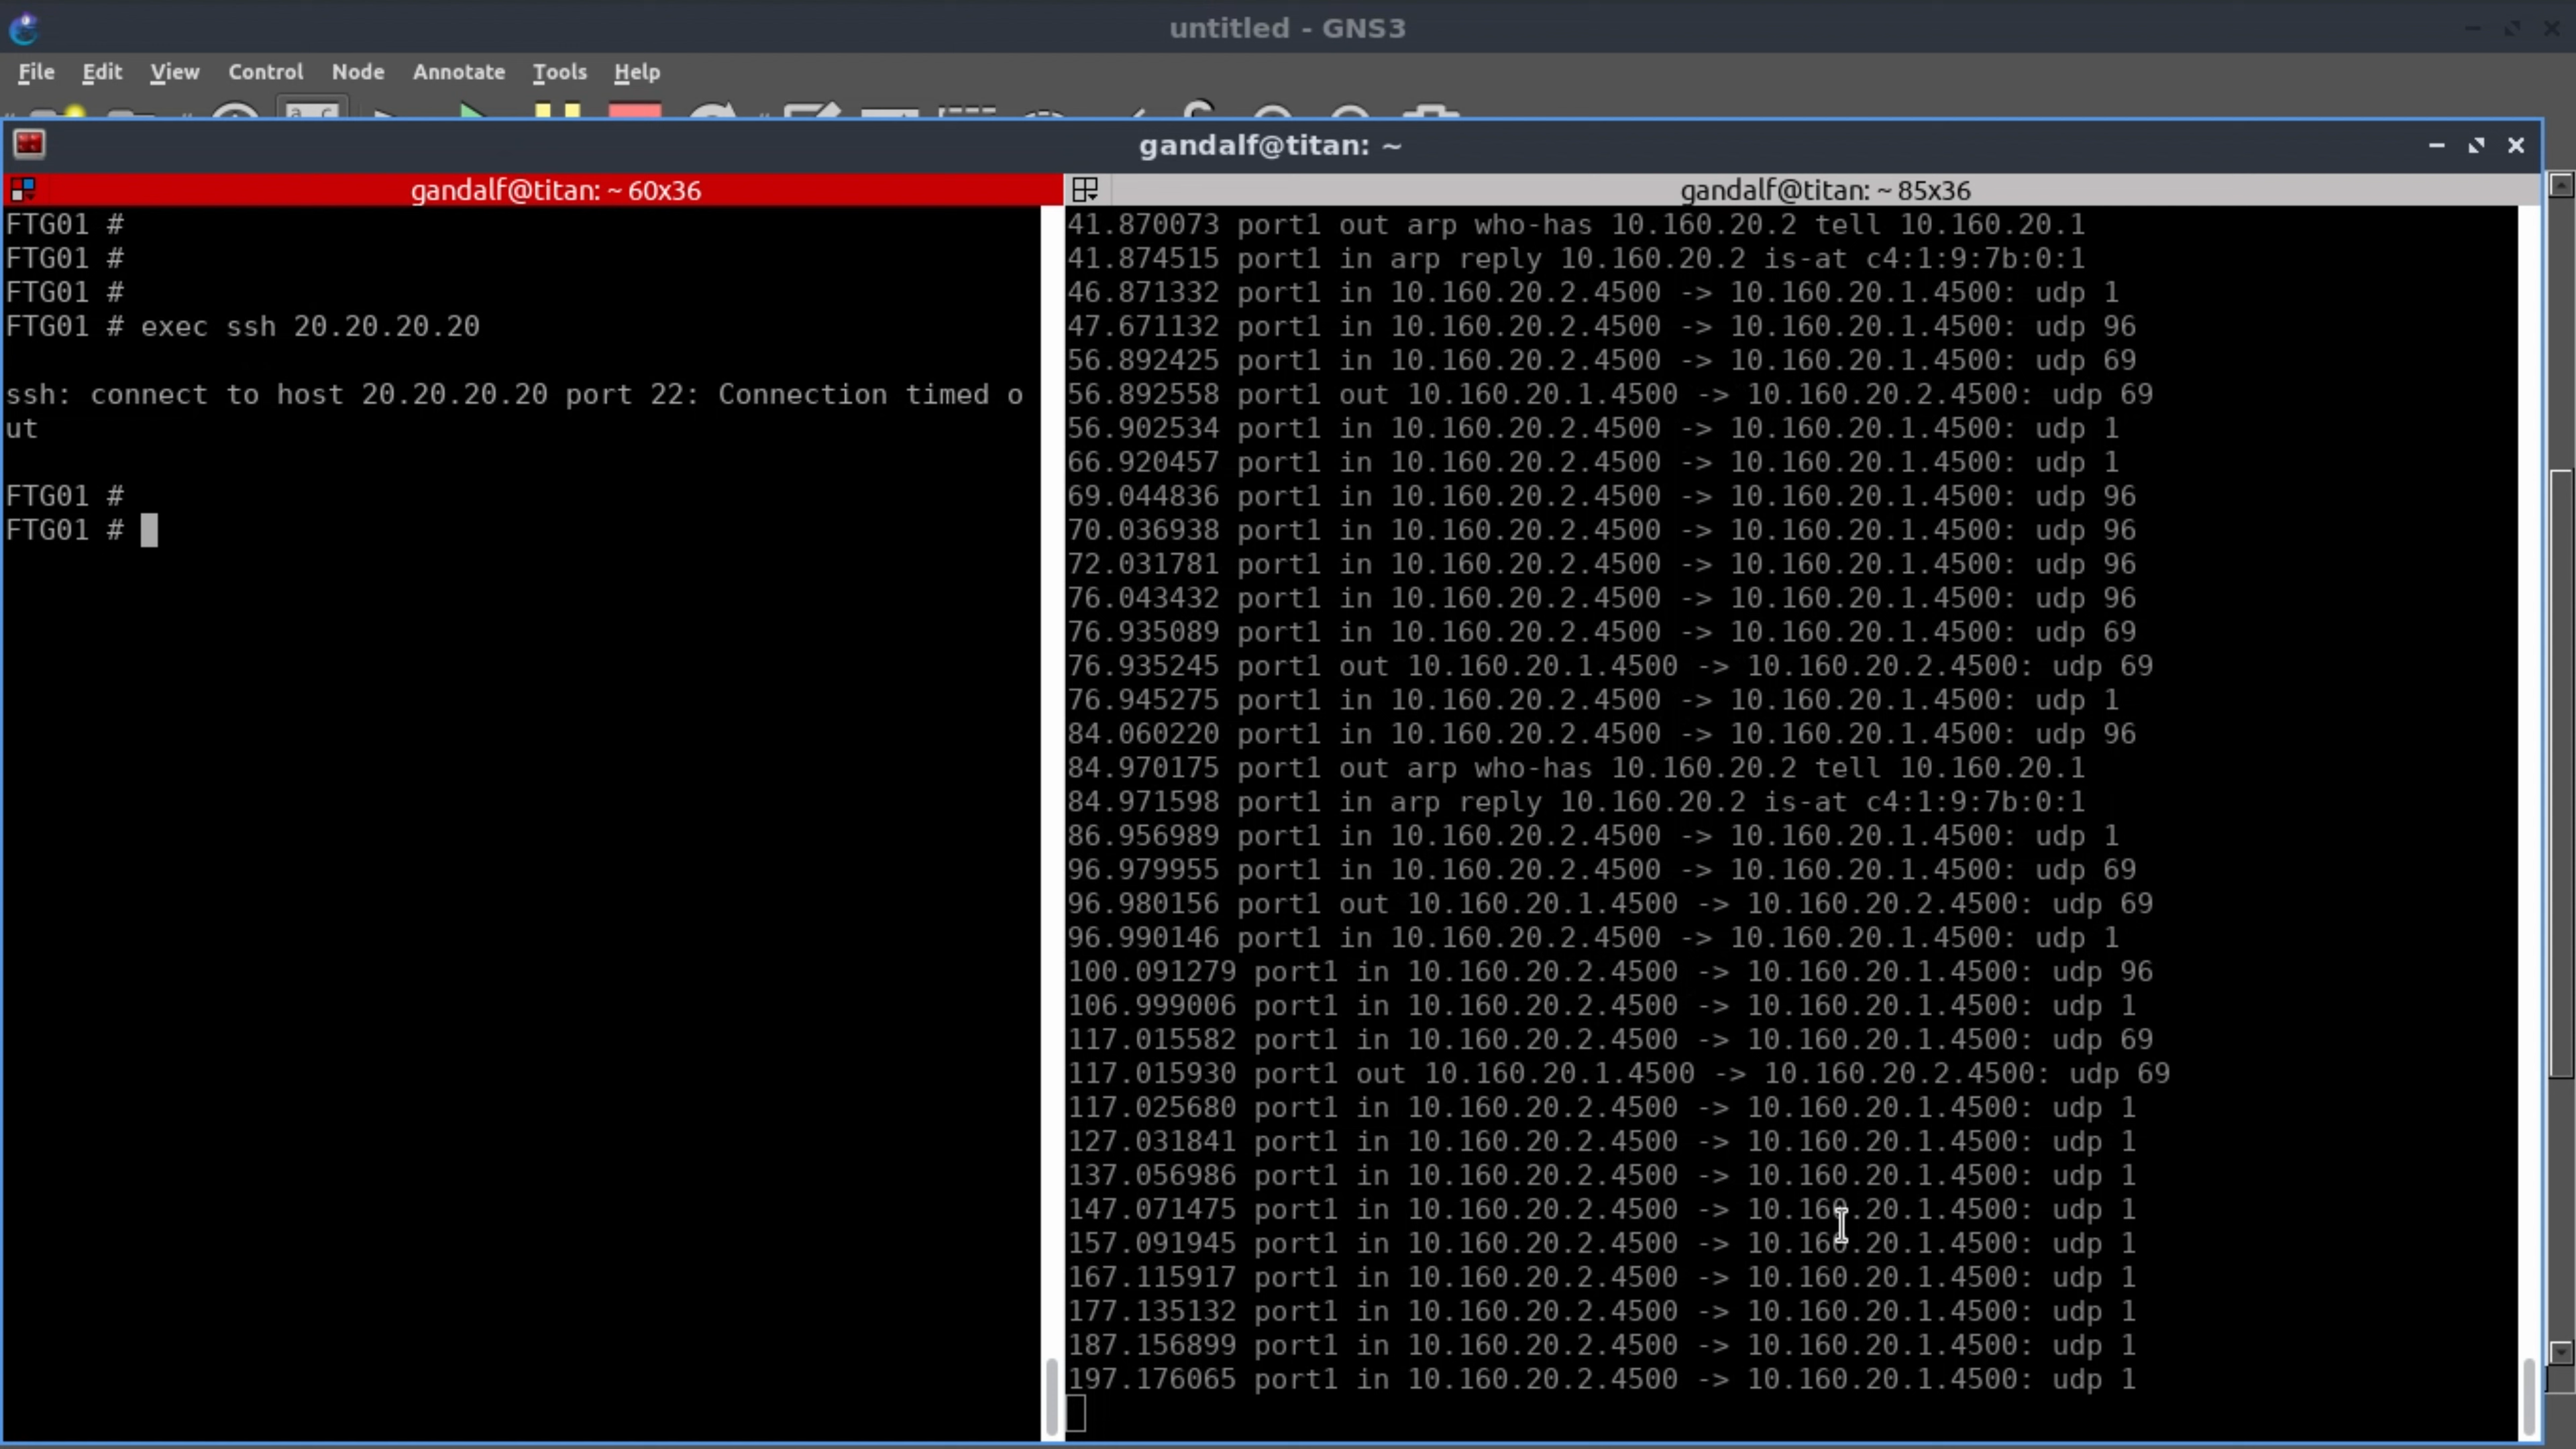 untitled - GNS3
File Edit View Control Node Annotate Tools Help
gandalf@titan: ~
gandalf@titan: ~ 60x36
FTG01 #
FTG01 #
FTG01 #
FTG01 # exec ssh 20.20.20.20
ssh: connect to host 20.20.20.20 port 22: Connection timed o
ut
FTG01 #
FTG01 #
gandalf@titan: ~ 85x36
41.870073 port1 out arp who-has 10.160.20.2 tell 10.160.20.1
41.874515 port1 in arp reply 10.160.20.2 is-at c4:1:9:7b:0:1
46.871332 port1 in 10.160.20.2.4500 -> 10.160.20.1.4500: udp 1
47.671132 port1 in 10.160.20.2.4500 -> 10.160.20.1.4500: udp 96
56.892425 port1 in 10.160.20.2.4500 -> 10.160.20.1.4500: udp 69
56.892558 port1 out 10.160.20.1.4500 -> 10.160.20.2.4500: udp 69
56.902534 port1 in 10.160.20.2.4500 -> 10.160.20.1.4500: udp 1
66.920457 port1 in 10.160.20.2.4500 -> 10.160.20.1.4500: udp 1
69.044836 port1 in 10.160.20.2.4500 -> 10.160.20.1.4500: udp 96
70.036938 port1 in 10.160.20.2.4500 -> 10.160.20.1.4500: udp 96
72.031781 port1 in 10.160.20.2.4500 -> 10.160.20.1.4500: udp 96
76.043432 port1 in 10.160.20.2.4500 -> 10.160.20.1.4500: udp 96
76.935089 port1 in 10.160.20.2.4500 -> 10.160.20.1.4500: udp 69
76.935245 port1 out 10.160.20.1.4500 -> 10.160.20.2.4500: udp 69
76.945275 port1 in 10.160.20.2.4500 -> 10.160.20.1.4500: udp 1
84.060220 port1 in 10.160.20.2.4500 -> 10.160.20.1.4500: udp 96
84.970175 port1 out arp who-has 10.160.20.2 tell 10.160.20.1
84.971598 port1 in arp reply 10.160.20.2 is-at c4:1:9:7b:0:1
86.956989 port1 in 10.160.20.2.4500 -> 10.160.20.1.4500: udp 1
96.979955 port1 in 10.160.20.2.4500 -> 10.160.20.1.4500: udp 69
96.980156 port1 out 10.160.20.1.4500 -> 10.160.20.2.4500: udp 69
96.990146 port1 in 10.160.20.2.4500 -> 10.160.20.1.4500: udp 1
100.091279 port1 in 10.160.20.2.4500 -> 10.160.20.1.4500: udp 96
106.999006 port1 in 10.160.20.2.4500 -> 10.160.20.1.4500: udp 1
117.015582 port1 in 10.160.20.2.4500 -> 10.160.20.1.4500: udp 69
117.015930 port1 out 10.160.20.1.4500 -> 10.160.20.2.4500: udp 69
117.025680 port1 in 10.160.20.2.4500 -> 10.160.20.1.4500: udp 1
127.031841 port1 in 10.160.20.2.4500 -> 10.160.20.1.4500: udp 1
137.056986 port1 in 10.160.20.2.4500 -> 10.160.20.1.4500: udp 1
147.071475 port1 in 10.160.20.2.4500 -> 10.160.20.1.4500: udp 1
157.091945 port1 in 10.160.20.2.4500 -> 10.160.20.1.4500: udp 1
167.115917 port1 in 10.160.20.2.4500 -> 10.160.20.1.4500: udp 1
177.135132 port1 in 10.160.20.2.4500 -> 10.160.20.1.4500: udp 1
187.156899 port1 in 10.160.20.2.4500 -> 10.160.20.1.4500: udp 1
197.176065 port1 in 10.160.20.2.4500 -> 10.160.20.1.4500: udp 1